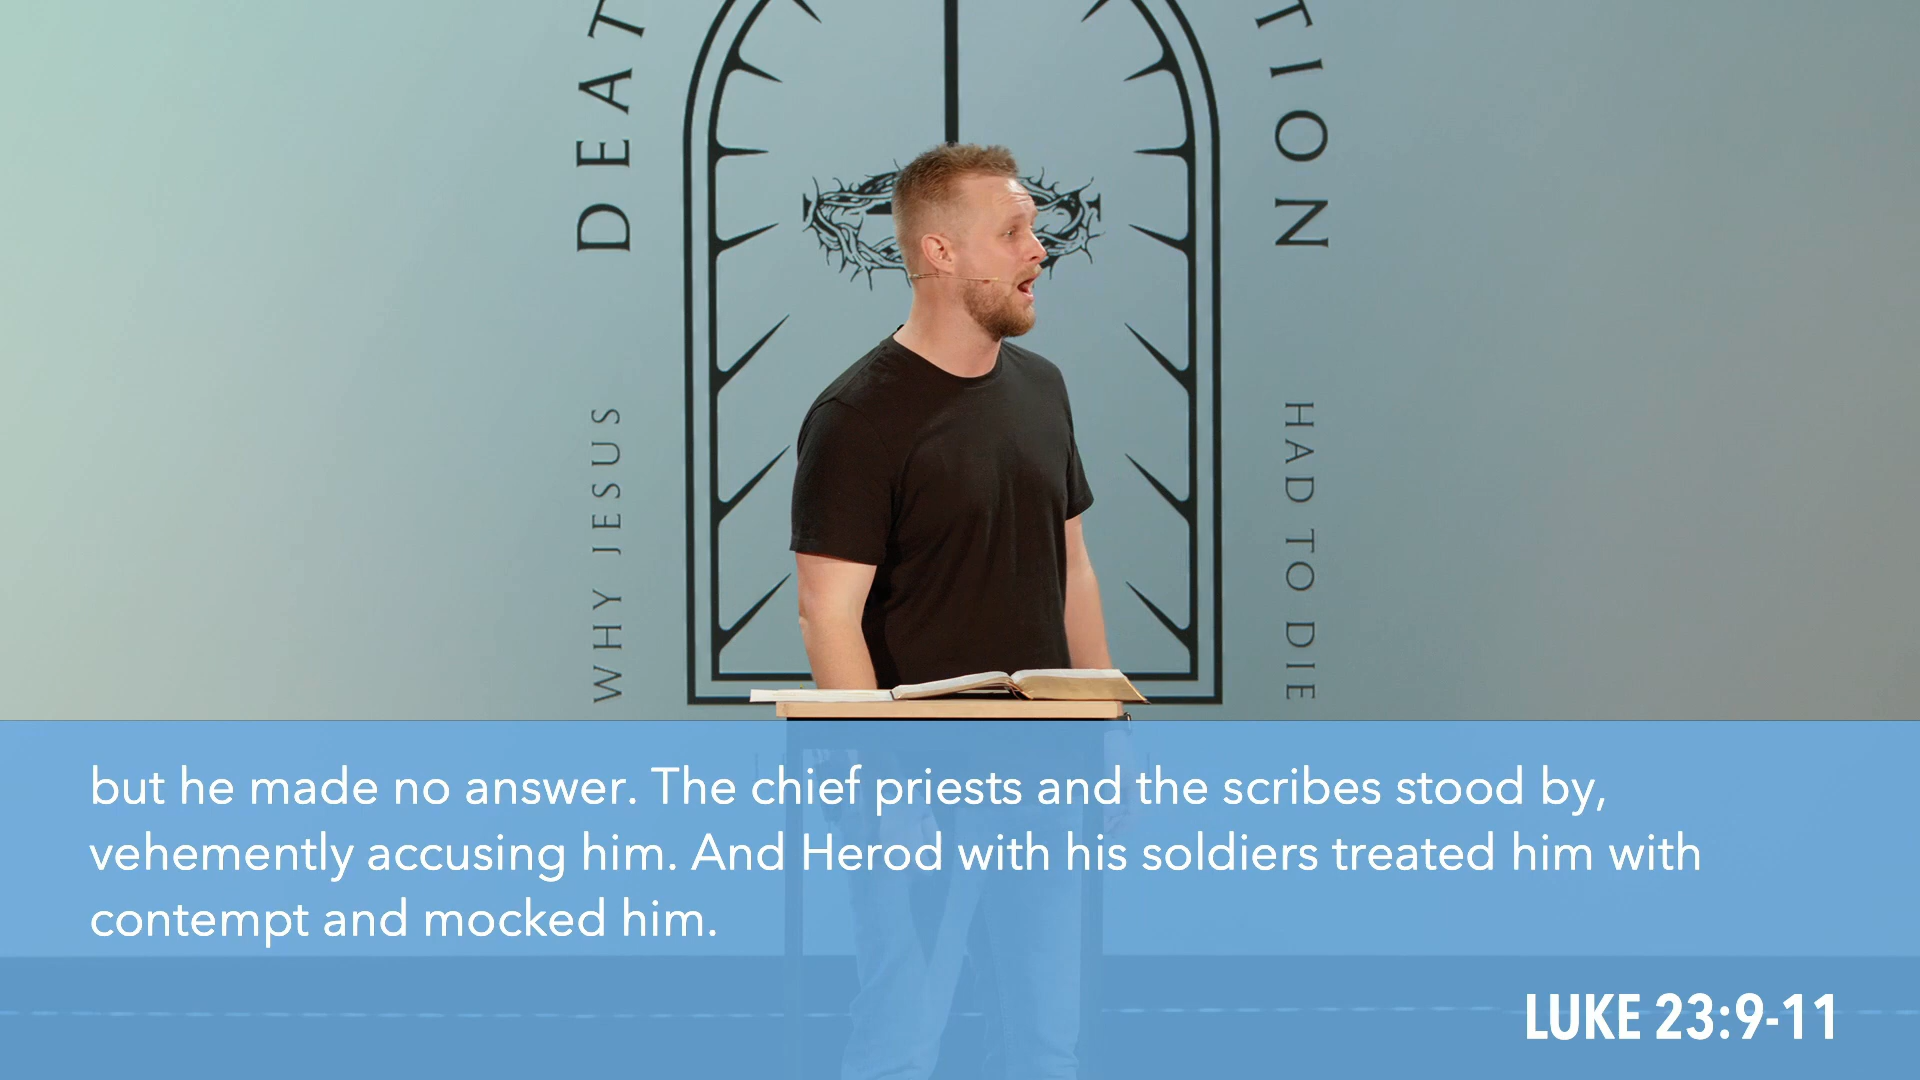 DEAT
TION
WHY JESUS
HAD TO DIE
but he made no answer. The chief priests and the scribes stood by,
vehemently accusing him. And Herod with his soldiers treated him with
contempt and mocked him.
LUKE 23:9-11